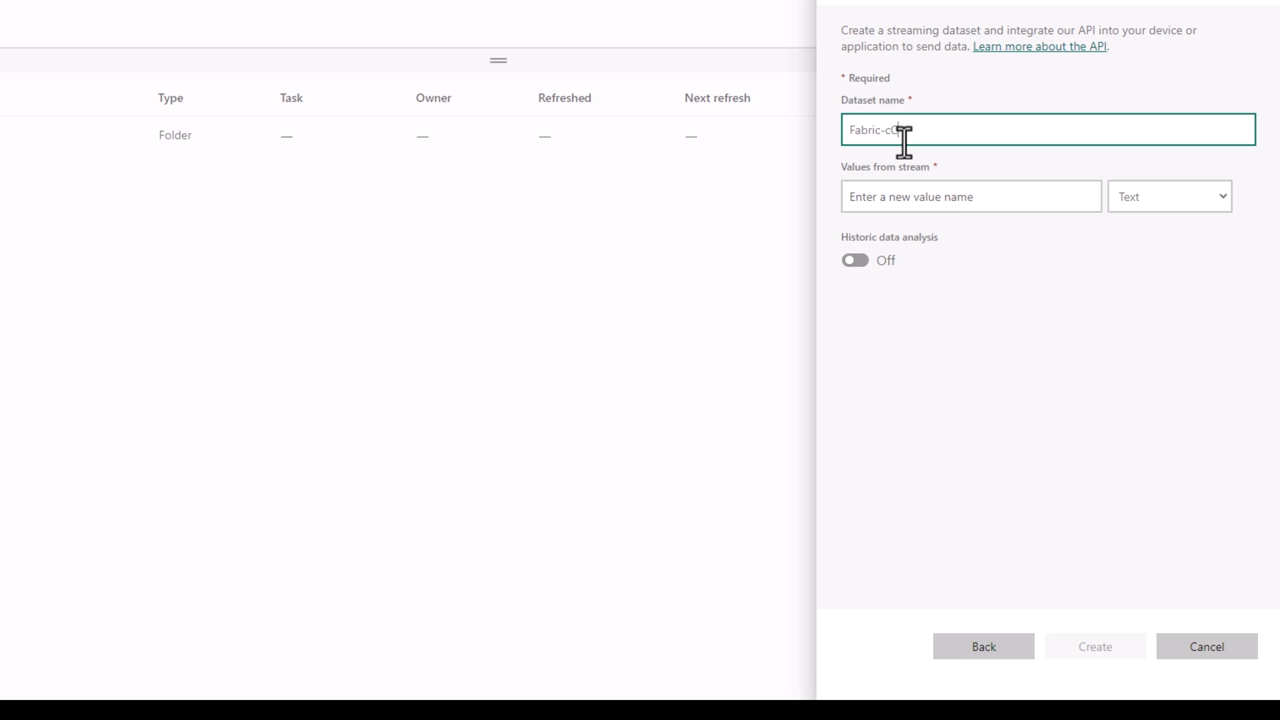 Create a streaming dataset and integrate our API into your device or
application to send data. Learn more about the API.
* Required
Dataset name *
Values from stream *
Enter a new value name Text
Historic data analysis
Off
Type Task Owner Refreshed Next refresh
Folder — — — —
Back Create Cancel